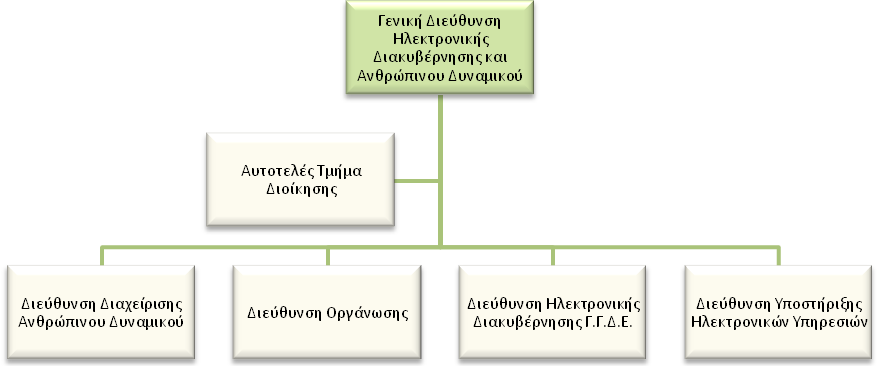 Γενική Διεύθυνση
Ηλεκτρονικής
Διακυβέρνησης και
Ανθρώπινου Δυναμικού
Αυτοτελές Τμήμα
Διοίκησης
Διεύθυνση Διαχείρισης
Ανθρώπινου Δυναμικού
Διεύθυνση Οργάνωσης
Διεύθυνση Ηλεκτρονικής
Διακυβέρνησης Γ.Γ.Δ.Ε.
Διεύθυνση Υποστήριξης
Ηλεκτρονικών Υπηρεσιών